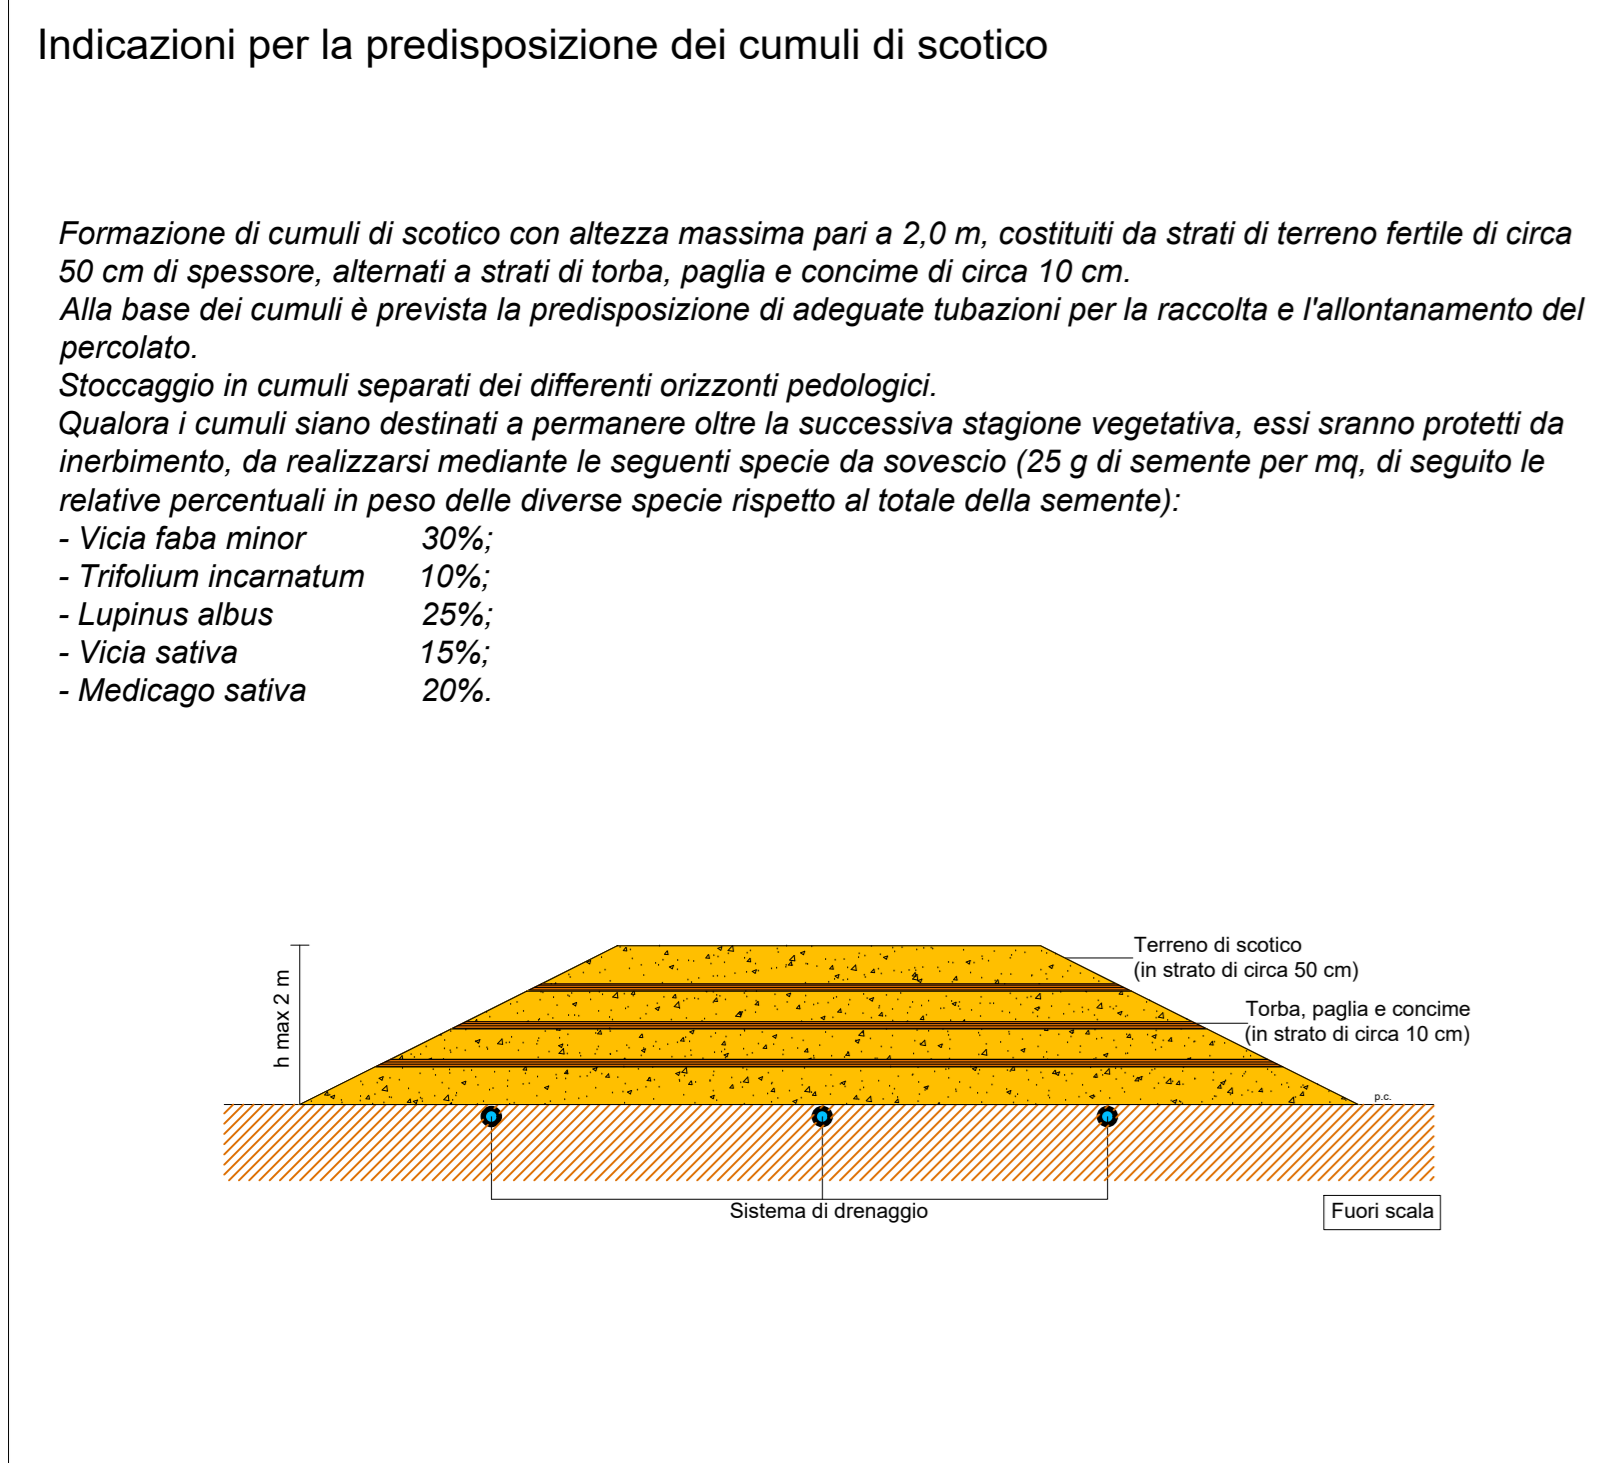 Indicazioni per la predisposizione dei cumuli di scotico
Formazione di cumuli di scotico con altezza massima pari a 2,0 m, costituiti da strati di terreno fertile di circa
50 cm di spessore, alternati a strati di torba, paglia e concime di circa 10 cm.
Alla base dei cumuli è prevista la predisposizione di adeguate tubazioni per la raccolta e l'allontanamento del
percolato.
Stoccaggio in cumuli separati dei differenti orizzonti pedologici.
Qualora i cumuli siano destinati a permanere oltre la successiva stagione vegetativa, essi sranno protetti da
inerbimento, da realizzarsi mediante le seguenti specie da sovescio (25 g di semente per mq, di seguito le
relative percentuali in peso delle diverse specie rispetto al totale della semente):
- Vicia faba minor 30%;
- Trifolium incarnatum 10%;
- Lupinus albus 25%;
- Vicia sativa 15%;
- Medicago sativa 20%.
h max 2 m
Terreno di scotico
(in strato di circa 50 cm)
Torba, paglia e concime
(in strato di circa 10 cm)
p.c.
Sistema di drenaggio
Fuori scala